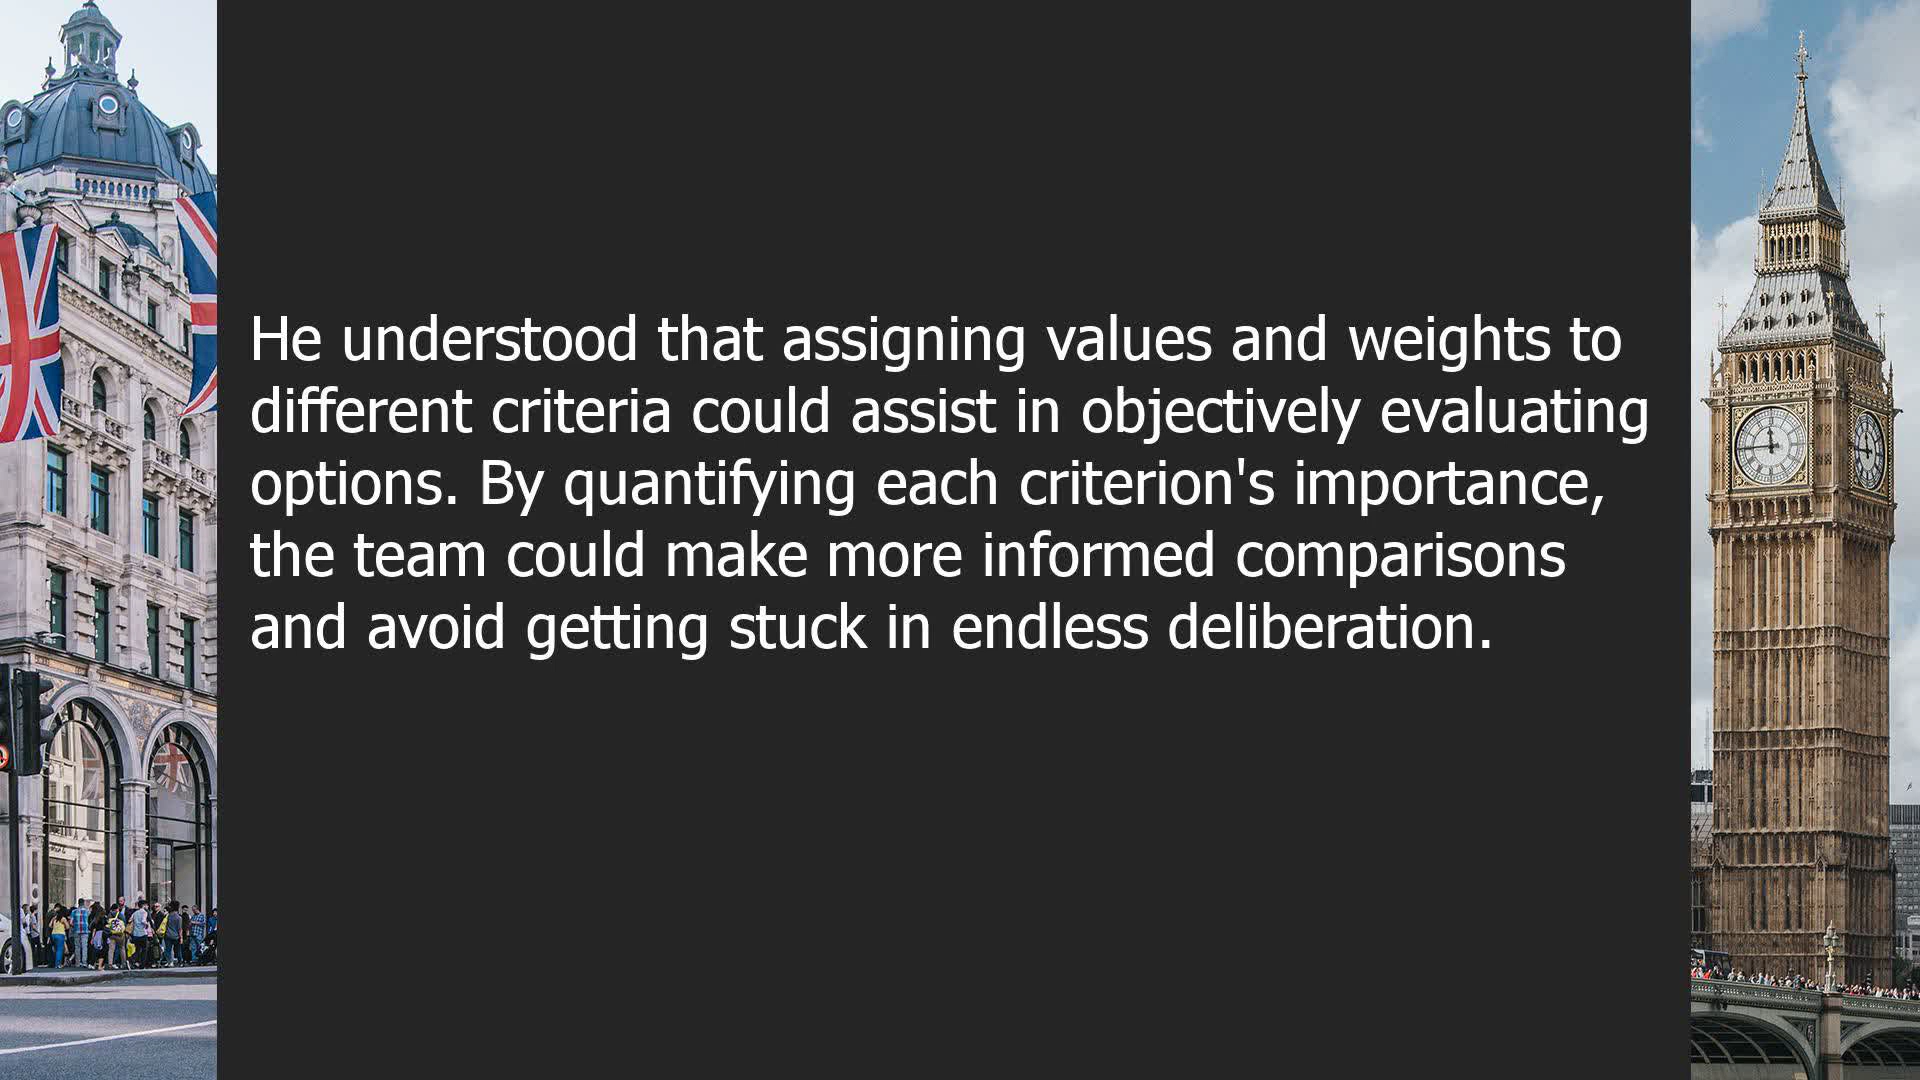 He understood that assigning values and weights to
different criteria could assist in objectively evaluating
options. By quantifying each criterion's importance,
the team could make more informed comparisons
and avoid getting stuck in endless deliberation.